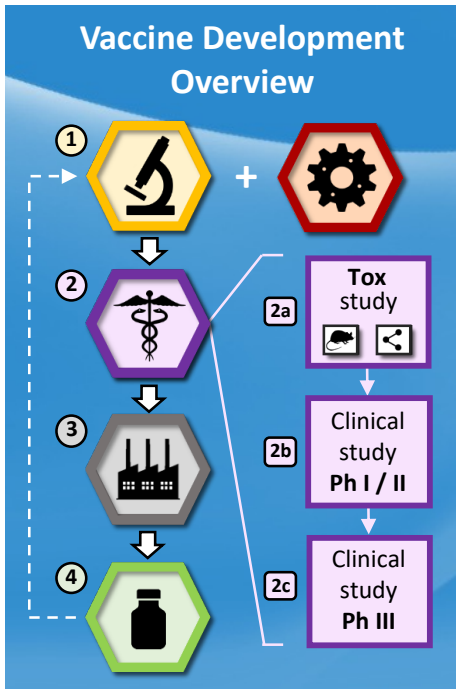 Vaccine Development
Overview
1
+
2
Tox
study
2a
3
Clinical
study
2b
Ph I / II
4
Clinical
study
2c
Ph III